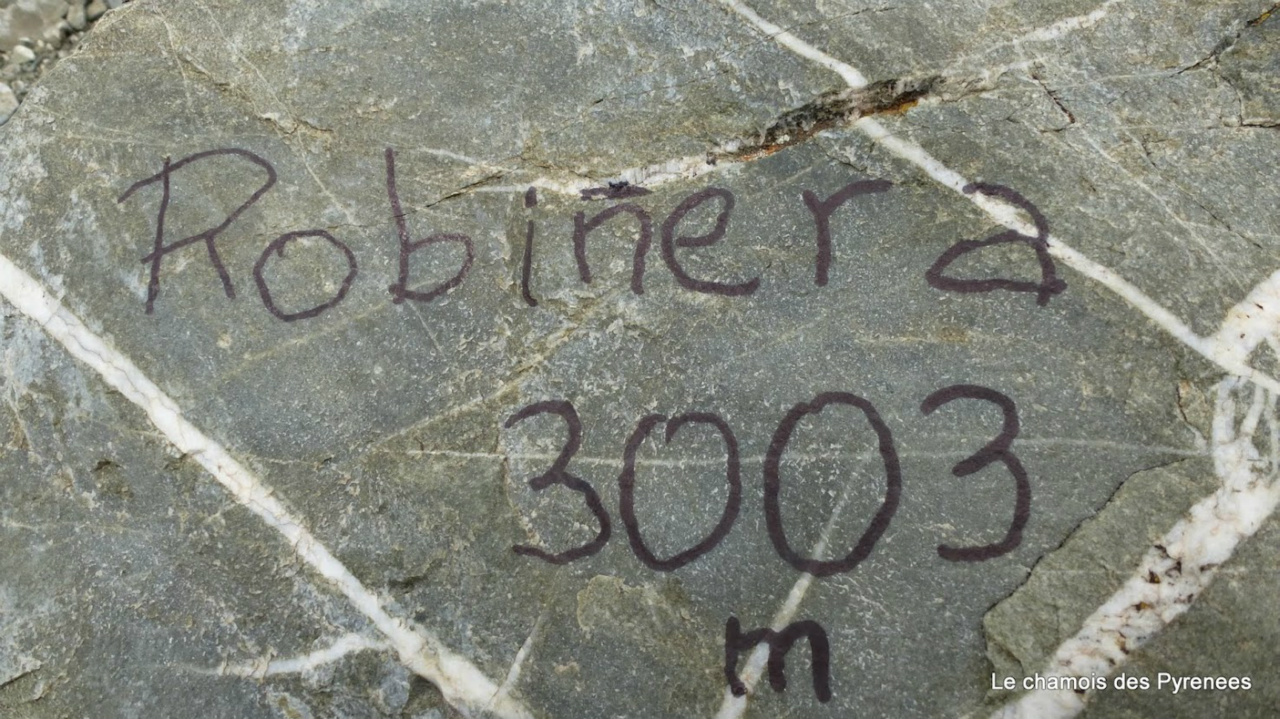 Robiñera
3003
m
Le chamois des Pyrenees